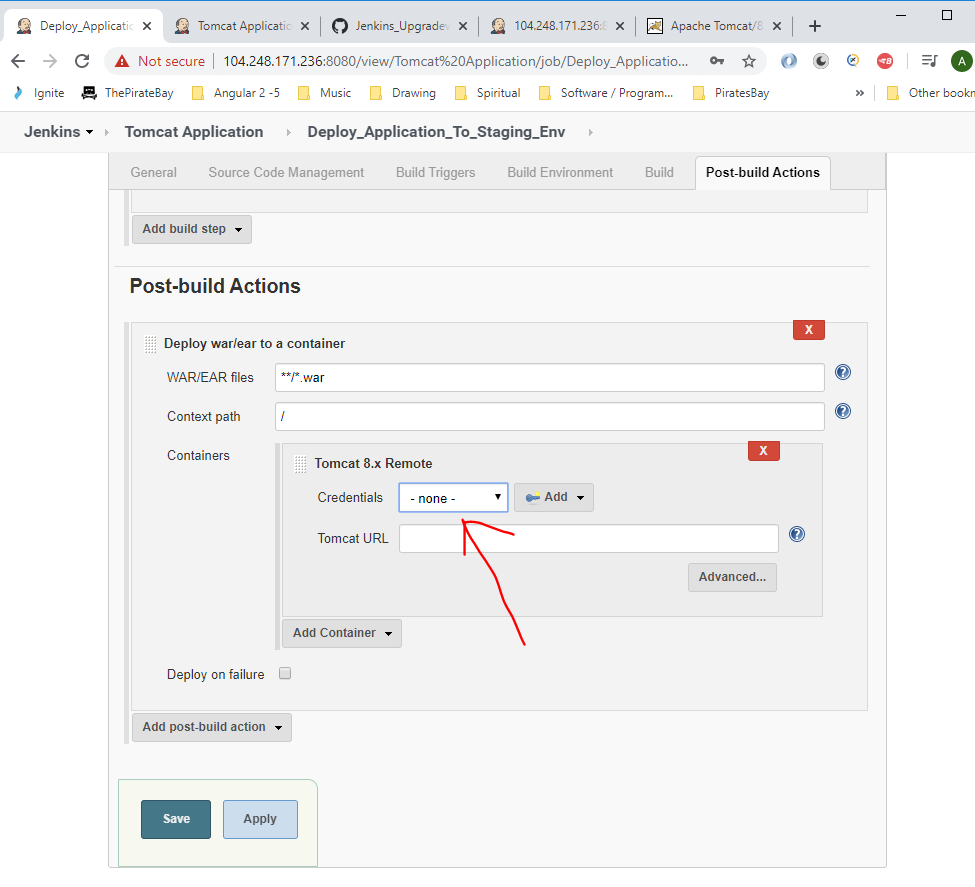 Deploy_Applicatio
Tomcat Applicatio
Jenkins_Upgradev
104.248.171.236:8
Apache Tomcat/8
Not secure
104.248.171.236:8080/view/Tomcat%20Application/job/Deploy_Applicatio...
A
Ignite
ThePirateBay
Angular 2 -5
Music
Drawing
Spiritual
Software / Program...
PiratesBay
»
Other bookm
Jenkins
Tomcat Application
Deploy_Application_To_Staging_Env
General
Source Code Management
Build Triggers
Build Environment
Build
Post-build Actions
Add build step
Post-build Actions
X
Deploy war/ear to a container
WAR/EAR files
**/*.war
Context path
/
Containers
X
Tomcat 8.x Remote
Credentials
- none -
Add
Tomcat URL
Advanced...
Add Container
Deploy on failure
Add post-build action
Save
Apply